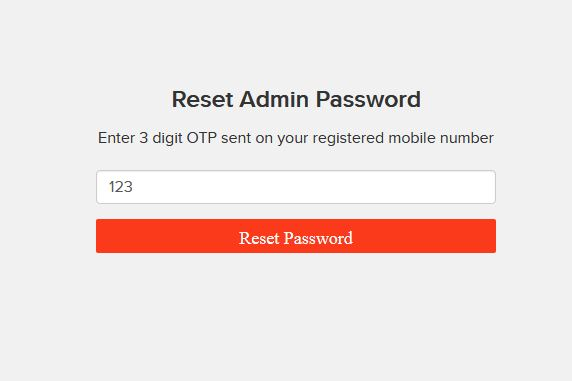 Reset Admin Password
Enter 3 digit OTP sent on your registered mobile number
123
Reset Password